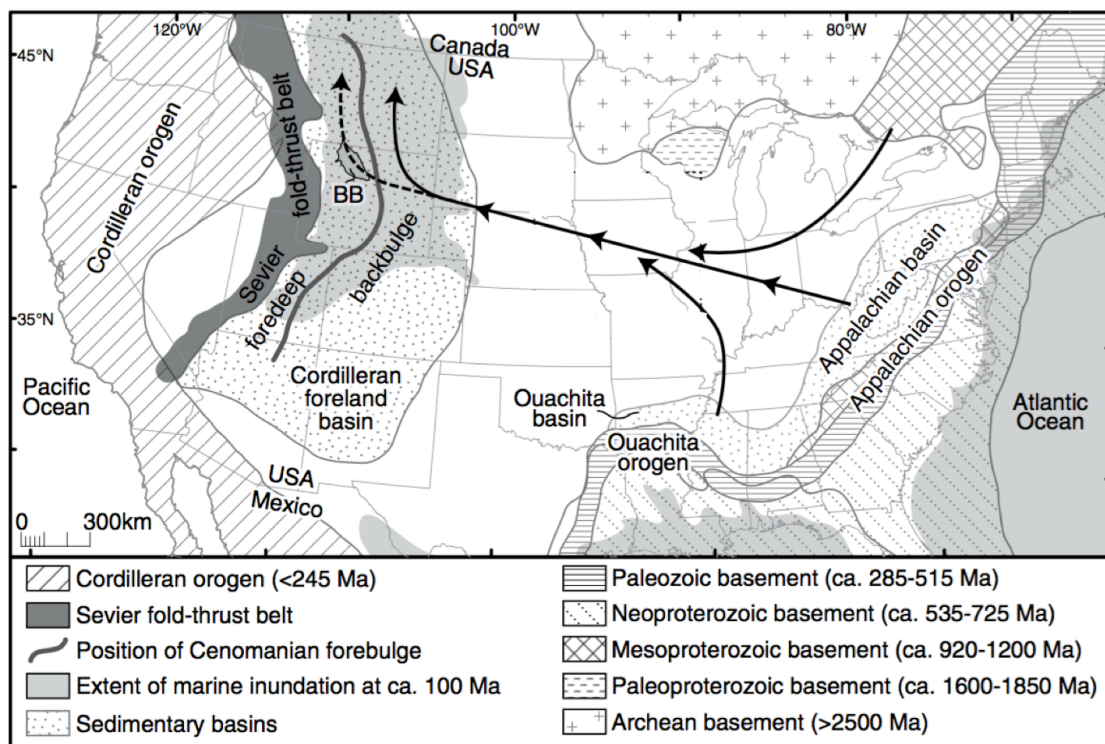 120°W
100°W
80°W
45°N
35°N
Canada
USA
Cordilleran orogen
Sevier
fold-thrust belt
BB
foredeep
backbulge
Cordilleran
foreland
basin
Appalachian basin
Appalachian orogen
Ouachita
basin
Ouachita
orogen
Pacific
Ocean
Atlantic
Ocean
USA
Mexico
0 300km
Cordilleran orogen (<245 Ma)
Sevier fold-thrust belt
Position of Cenomanian forebulge
Extent of marine inundation at ca. 100 Ma
Sedimentary basins
Paleozoic basement (ca. 285-515 Ma)
Neoproterozoic basement (ca. 535-725 Ma)
Mesoproterozoic basement (ca. 920-1200 Ma)
Paleoproterozoic basement (ca. 1600-1850 Ma)
Archean basement (>2500 Ma)